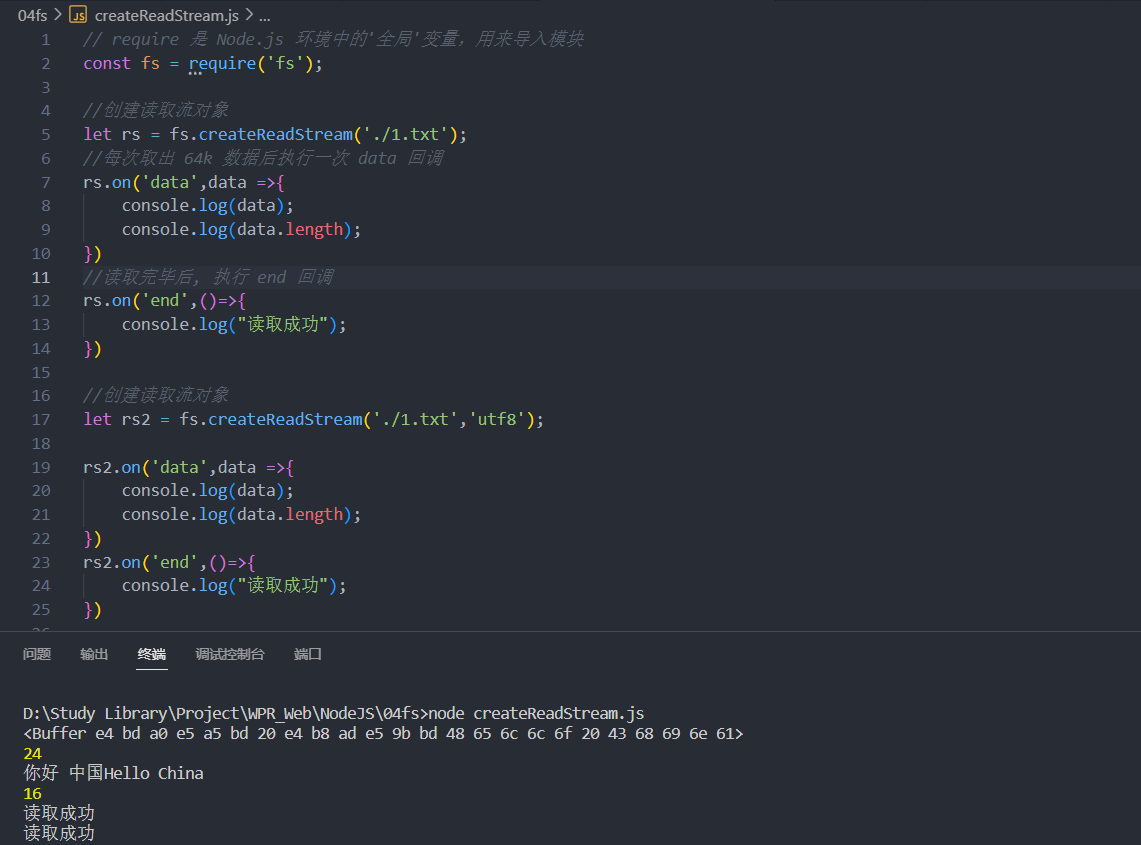 04fs > JS createReadStream.js > ...
1 // require 是 Node.js 环境中的'全局'变量，用来导入模块
2 const fs = require('fs');
3
4 //创建读取流对象
5 let rs = fs.createReadStream('./1.txt');
6 //每次取出 64k 数据后执行一次 data 回调
7 rs.on('data',data =>{
8     console.log(data);
9     console.log(data.length);
10 })
11 //读取完毕后, 执行 end 回调
12 rs.on('end',()=>{
13     console.log("读取成功");
14 })
15
16 //创建读取流对象
17 let rs2 = fs.createReadStream('./1.txt','utf8');
18
19 rs2.on('data',data =>{
20     console.log(data);
21     console.log(data.length);
22 })
23 rs2.on('end',()=>{
24     console.log("读取成功");
25 })
问题 输出 终端 调试控制台 端口
D:\Study Library\Project\WPR_Web\NodeJS\04fs>node createReadStream.js
<Buffer e4 bd a0 e5 a5 bd 20 e4 b8 ad e5 9b bd 48 65 6c 6c 6f 20 43 68 69 6e 61>
24
你好 中国Hello China
16
读取成功
读取成功